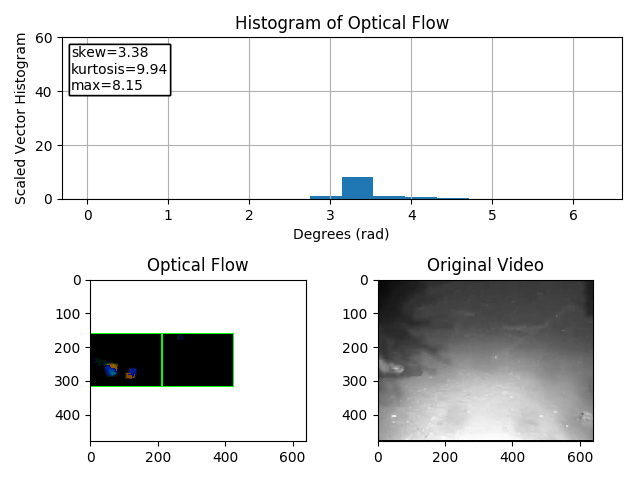 Histogram of Optical Flow
Scaled Vector Histogram
60
40
20
0
skew=3.38
kurtosis=9.94
max=8.15
0 1 2 3 4 5 6
Degrees (rad)
Optical Flow
0
100
200
300
400
0 200 400 600
Original Video
0
100
200
300
400
0 200 400 600